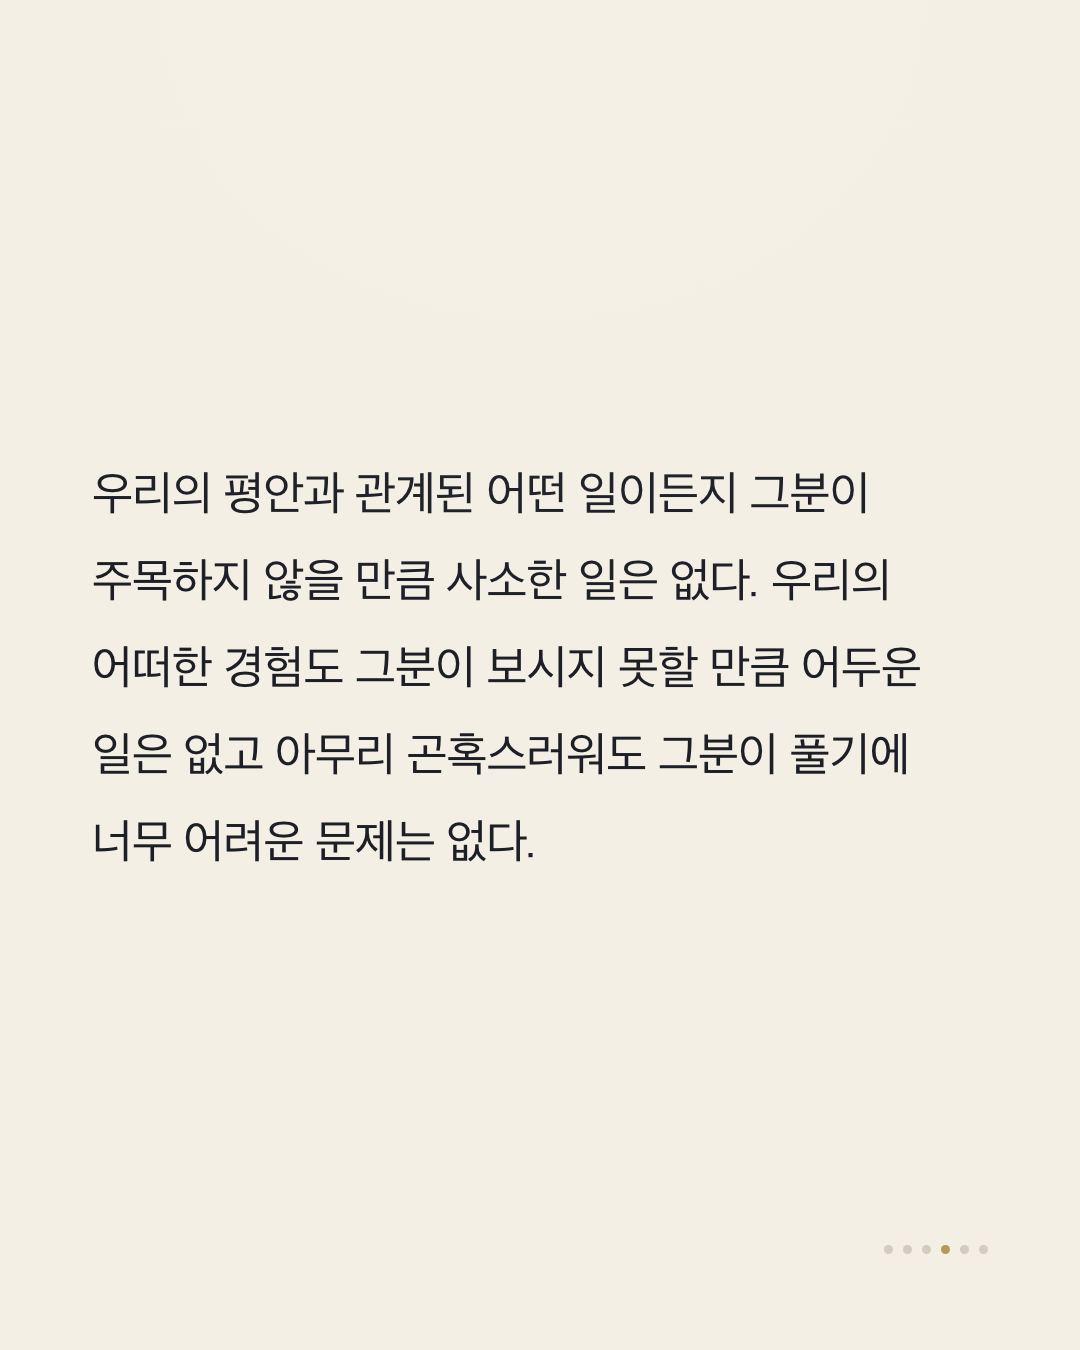 우리의 평안과 관계된 어떤 일이든지 그분이
주목하지 않을 만큼 사소한 일은 없다. 우리의
어떠한 경험도 그분이 보시지 못할 만큼 어두운
일은 없고 아무리 곤혹스러워도 그분이 풀기에
너무 어려운 문제는 없다.